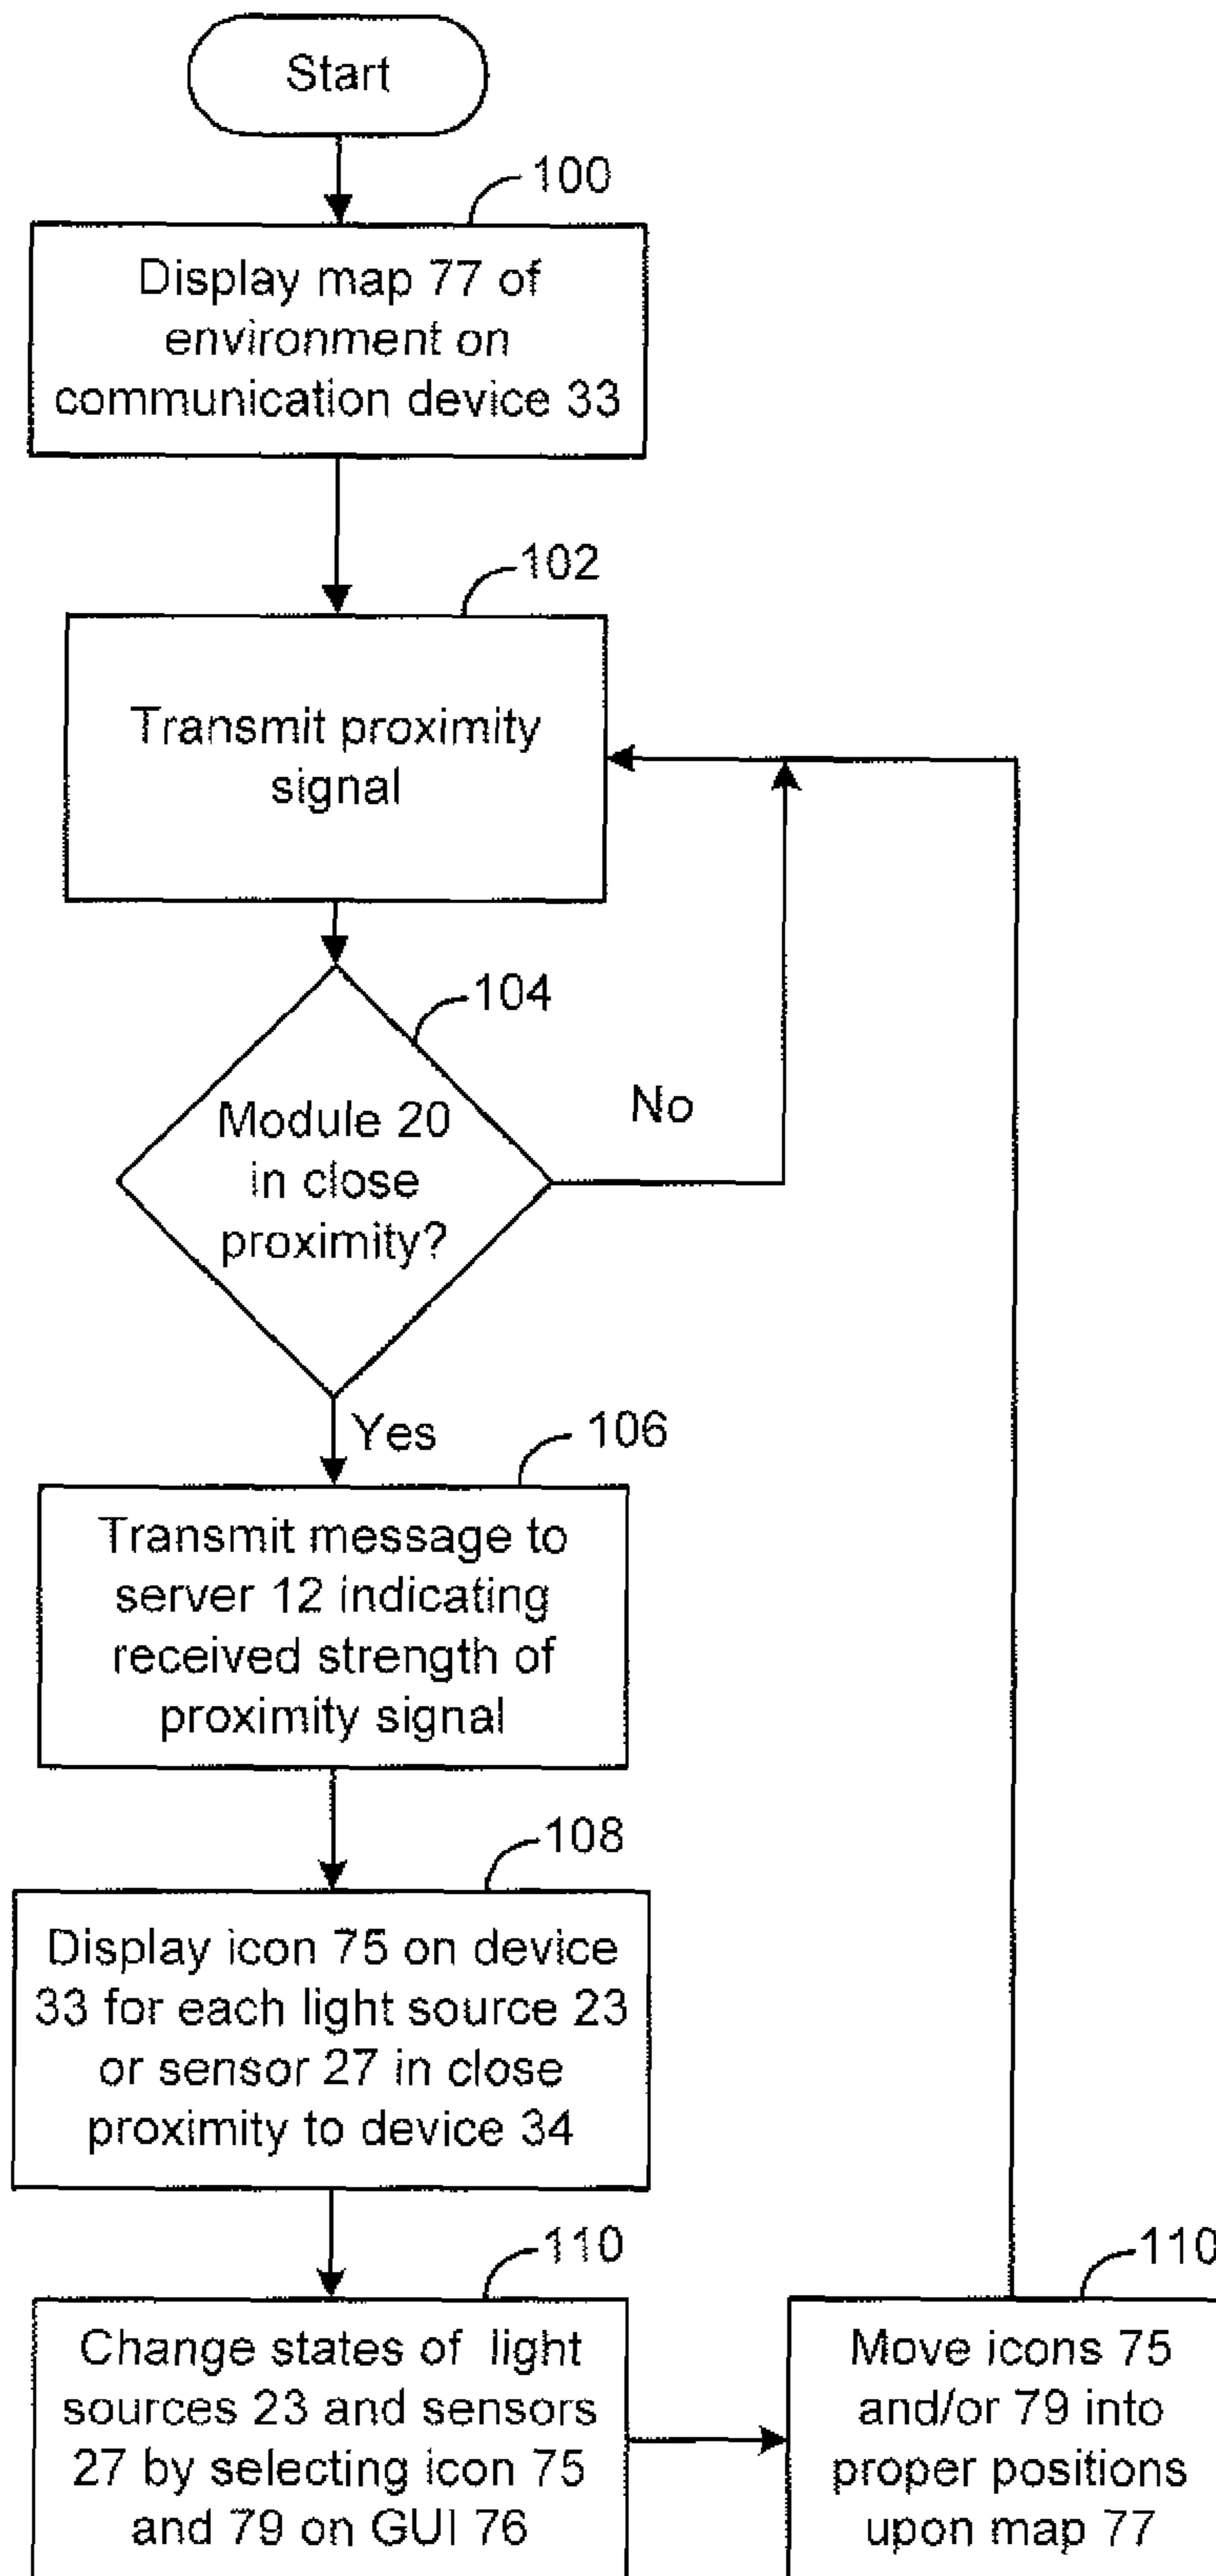 Start
100
Display map 77 of
environment on
communication device 33
102
Transmit proximity
signal
104
Module 20
in close
proximity?
No
Yes
106
Transmit message to
server 12 indicating
received strength of
proximity signal
108
Display icon 75 on device
33 for each light source 23
or sensor 27 in close
proximity to device 34
110
Change states of light
sources 23 and sensors
27 by selecting icon 75
and 79 on GUI 76
110
Move icons 75
and/or 79 into
proper positions
upon map 77